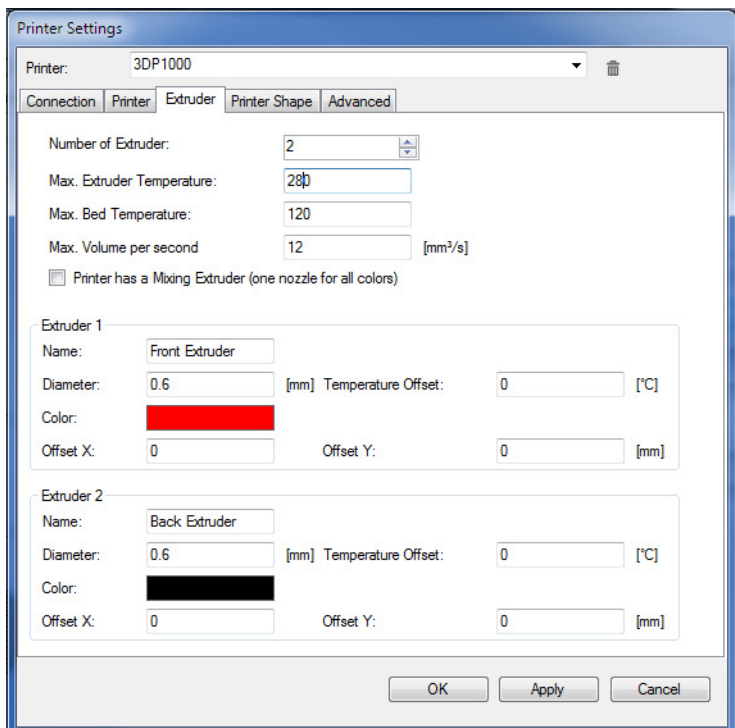 Printer Settings
Printer: 3DP1000
Connection Printer Extruder Printer Shape Advanced
Number of Extruder: 2
Max. Extruder Temperature: 280
Max. Bed Temperature: 120
Max. Volume per second 12 [mm³/s]
Printer has a Mixing Extruder (one nozzle for all colors)
Extruder 1
Name: Front Extruder
Diameter: 0.6 [mm] Temperature Offset: 0 [°C]
Color:
Offset X: 0 Offset Y: 0 [mm]
Extruder 2
Name: Back Extruder
Diameter: 0.6 [mm] Temperature Offset: 0 [°C]
Color:
Offset X: 0 Offset Y: 0 [mm]
OK Apply Cancel